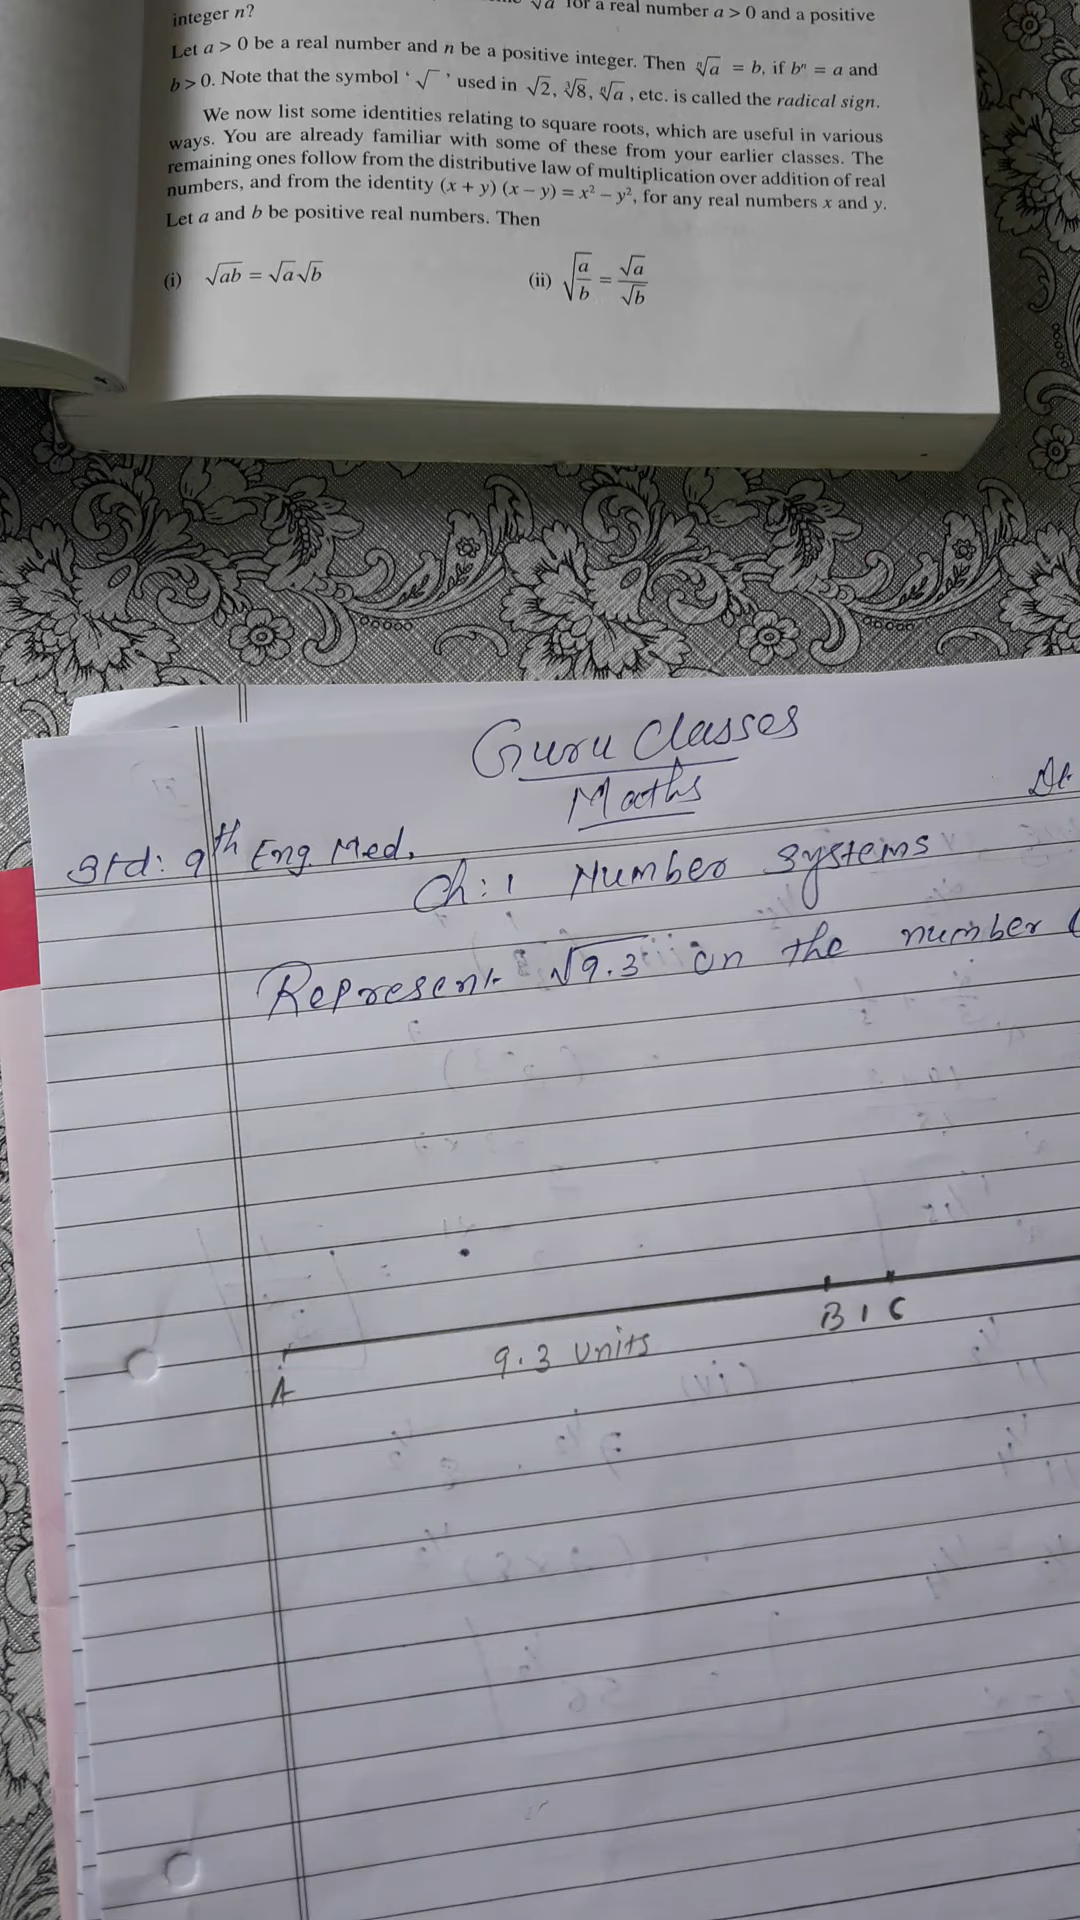 √a for a real number a > 0 and a positive
integer n?
Let a > 0 be a real number and n be a positive integer. Then ⁿ√a = b, if bⁿ = a and
b > 0. Note that the symbol ‘√ ’ used in √2, ³√8, ⁿ√a , etc. is called the radical sign.
We now list some identities relating to square roots, which are useful in various
ways. You are already familiar with some of these from your earlier classes. The
remaining ones follow from the distributive law of multiplication over addition of real
numbers, and from the identity (x + y) (x – y) = x² – y², for any real numbers x and y.
Let a and b be positive real numbers. Then
(i) √ab = √a√b (ii) √(a/b) = √a/√b
Guru Classes
Maths
Std: 9th Eng. Med.
Ch: 1 Number Systems
Represent √9.3 on the number
B 1 C
9.3 units
A